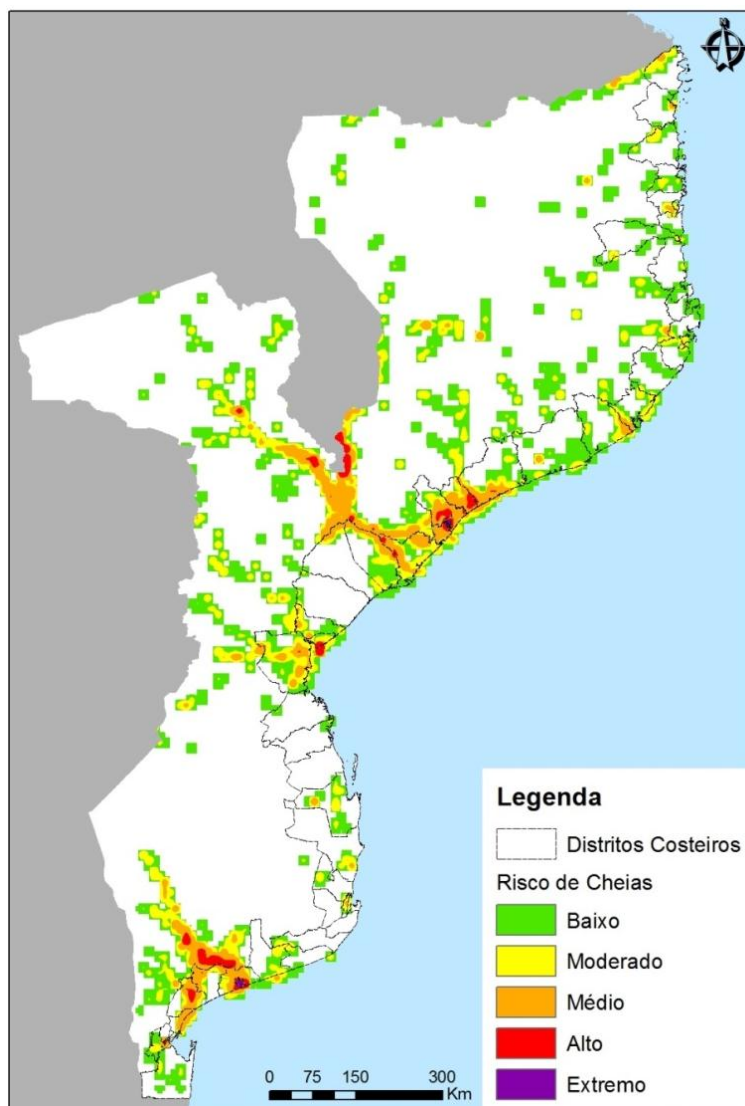 Legenda
Distritos Costeiros
Risco de Cheias
Baixo
Moderado
Médio
Alto
Extremo
0 75 150 300
Km